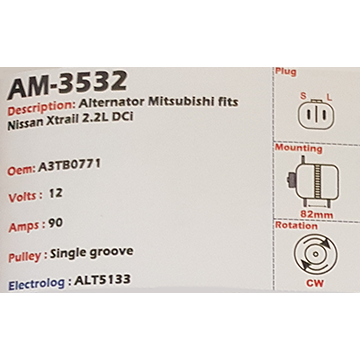 AM-3532
Description: Alternator Mitsubishi fits
Nissan Xtrail 2.2L DCi
Oem: A3TB0771
Volts : 12
Amps : 90
Pulley : Single groove
Electrolog : ALT5133
Plug
S L
Mounting
82mm
Rotation
CW